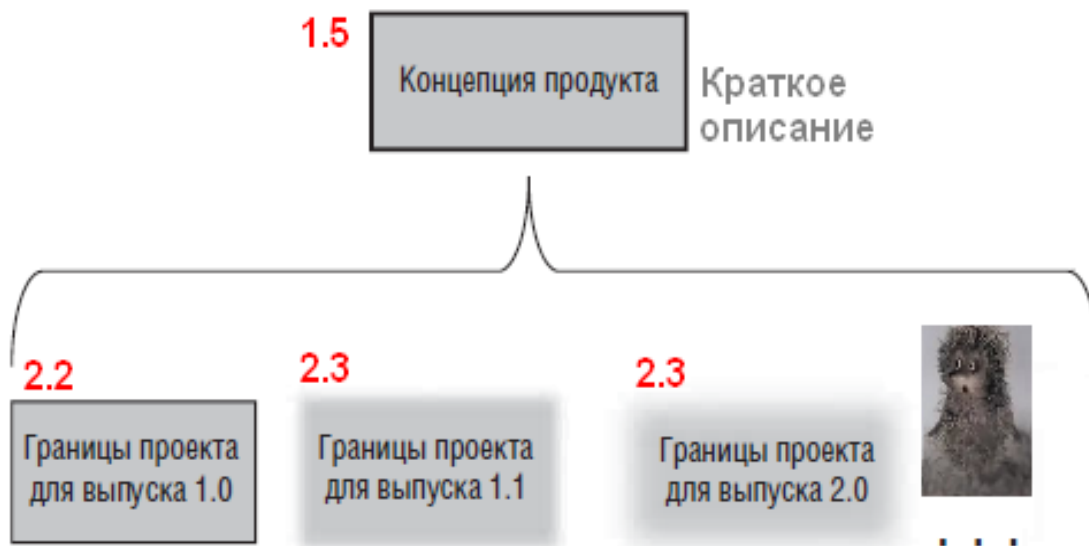 1.5
Концепция продукта
Краткое
описание
2.2
Границы проекта
для выпуска 1.0
2.3
Границы проекта
для выпуска 1.1
2.3
Границы проекта
для выпуска 2.0
. . .